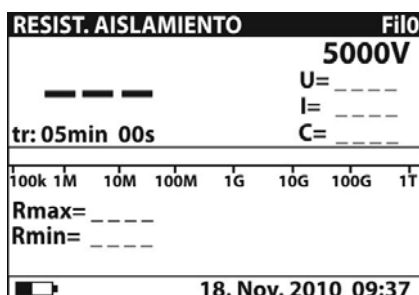 RESIST. AISLAMIENTO Fil0
5000V
U= _ _ _ _
I= _ _ _ _
C= _ _ _ _
_ _ _
tr: 05min 00s
100k 1M 10M 100M 1G 10G 100G 1T
Rmax= _ _ _ _
Rmin= _ _ _ _
18. Nov. 2010 09:37